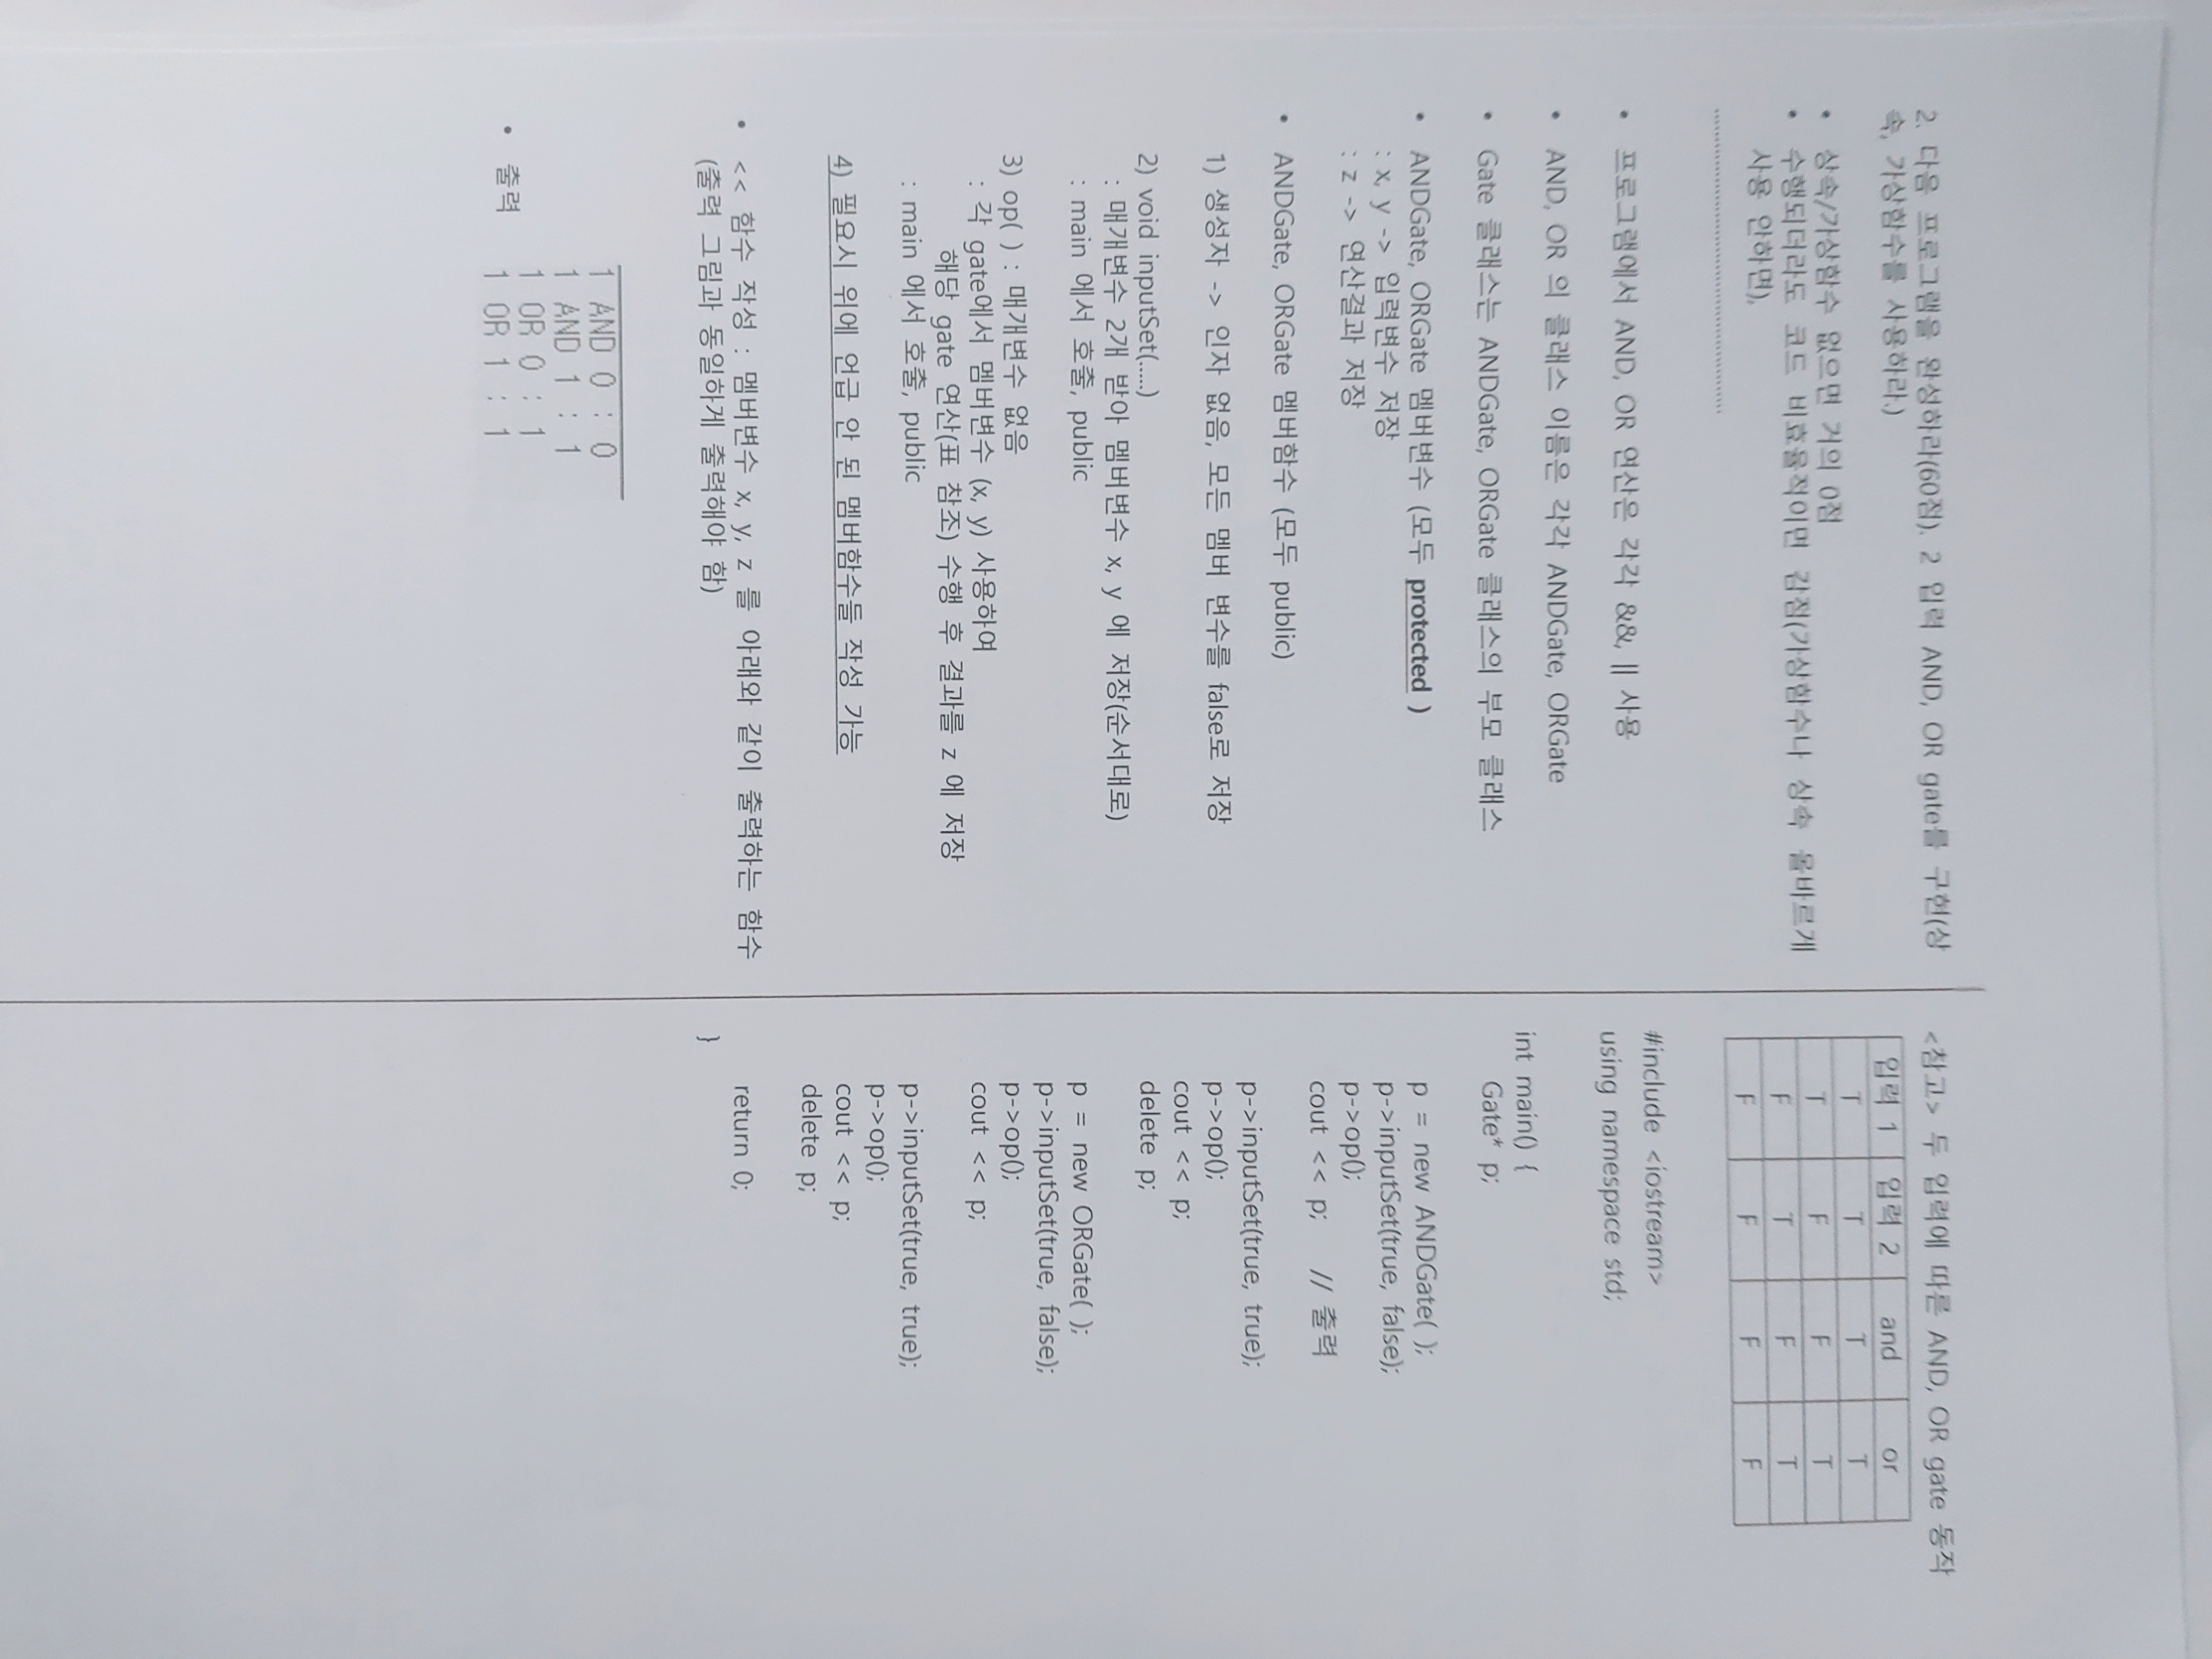 2. 다음 프로그램을 완성하라(60점). 2 입력 AND, OR gate를 구현(상
속, 가상함수를 사용하라.)
• 상속/가상함수 없으면 거의 0점
• 수행되더라도 코드 비효율적이면 감점(가상함수나 상속 올바르게
사용 안하면),
• 프로그램에서 AND, OR 연산은 각각 &&, || 사용
• AND, OR 의 클래스 이름은 각각 ANDGate, ORGate
• Gate 클래스는 ANDGate, ORGate 클래스의 부모 클래스
• ANDGate, ORGate 멤버변수 (모두 protected )
: x, y -> 입력변수 저장
: z -> 연산결과 저장
• ANDGate, ORGate 멤버함수 (모두 public)
1) 생성자 -> 인자 없음, 모든 멤버 변수를 false로 저장
2) void inputSet(.....)
: 매개변수 2개 받아 멤버변수 x, y 에 저장(순서대로)
: main 에서 호출, public
3) op( ) : 매개변수 없음
: 각 gate에서 멤버변수 (x, y) 사용하여
해당 gate 연산(표 참조) 수행 후 결과를 z 에 저장
: main 에서 호출, public
4) 필요시 위에 언급 안 된 멤버함수들 작성 가능
• << 함수 작성 : 멤버변수 x, y, z 를 아래와 같이 출력하는 함수
(출력 그림과 동일하게 출력해야 함)
• 출력
1 AND 0 : 0
1 AND 1 : 1
1 OR 0 : 1
1 OR 1 : 1
<참고> 두 입력에 따른 AND, OR gate 동작
입력 1 입력 2 and or
T T T T
T F F T
F T F T
F F F F
#include <iostream>
using namespace std;
int main() {
Gate* p;
p = new ANDGate( );
p->inputSet(true, false);
p->op();
cout << p; // 출력
p->inputSet(true, true);
p->op();
cout << p;
delete p;
p = new ORGate( );
p->inputSet(true, false);
p->op();
cout << p;
p->inputSet(true, true);
p->op();
cout << p;
delete p;
return 0;
}